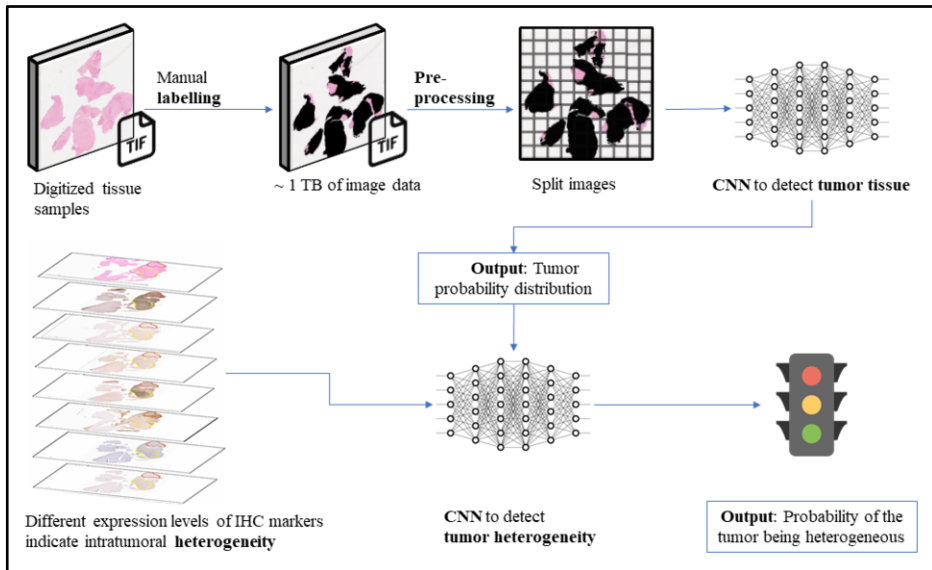 Manual
labelling
Pre-
processing
TIF
TIF
Digitized tissue
samples
~ 1 TB of image data
Split images
CNN to detect tumor tissue
Output: Tumor
probability distribution
Different expression levels of IHC markers
indicate intratumoral heterogeneity
CNN to detect
tumor heterogeneity
Output: Probability of the
tumor being heterogeneous